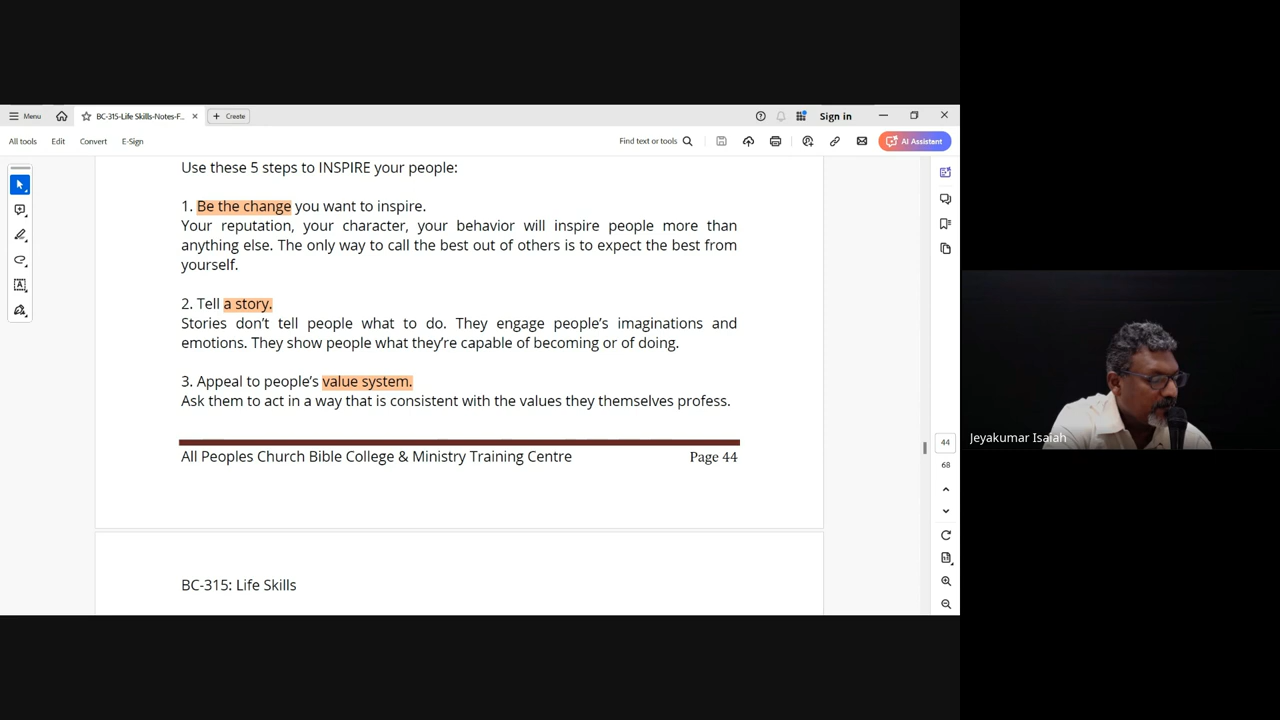 Menu
BC-315-Life Skills-Notes-F...
Create
Sign in
All tools
Edit
Convert
E-Sign
Find text or tools
AI Assistant
Use these 5 steps to INSPIRE your people:
1. Be the change you want to inspire.
Your reputation, your character, your behavior will inspire people more than
anything else. The only way to call the best out of others is to expect the best from
yourself.
2. Tell a story.
Stories don’t tell people what to do. They engage people’s imaginations and
emotions. They show people what they’re capable of becoming or of doing.
3. Appeal to people’s value system.
Ask them to act in a way that is consistent with the values they themselves profess.
All Peoples Church Bible College & Ministry Training Centre Page 44
BC-315: Life Skills
44
68
Jeyakumar Isaiah